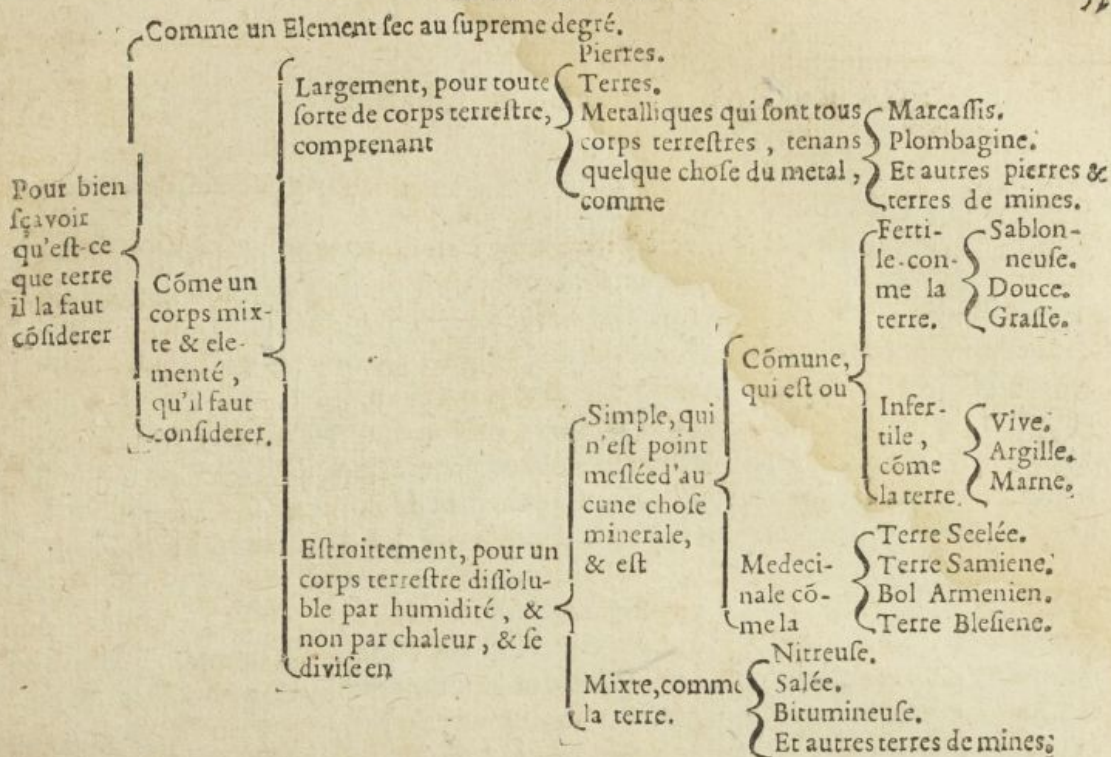 Pour bien
sçavoir
qu'est-ce
que terre
il la faut
cõsiderer
Comme un Element sec au supreme degré.
Cõme un
corps mix-
te & ele-
menté,
qu'il faut
considerer.
Largement, pour toute
sorte de corps terrestre,
comprenant
Pierres.
Terres.
Metalliques qui sont tous
corps terrestres, tenans
quelque chose du metal,
comme
Marcassis.
Plombagine.
Et autres pierres &
terres de mines.
Estroittement, pour un
corps terrestre dissolu-
ble par humidité, &
non par chaleur, & se
divise en
Simple, qui
n'est point
mesléed'au
cune chose
minerale,
& est
Cõmune,
qui est ou
Ferti-
le.con-
me la
terre.
Sablon-
neuse.
Douce.
Grasse.
Infer-
tile,
cõme
la terre.
Vive.
Argille.
Marne.
Medeci-
nale cõ-
me la
Terre Seelée.
Terre Samiene.
Bol Armenien.
Terre Blesiene.
Mixte, comme
la terre.
Nitreuse.
Salée.
Bitumineuse.
Et autres terres de mines.